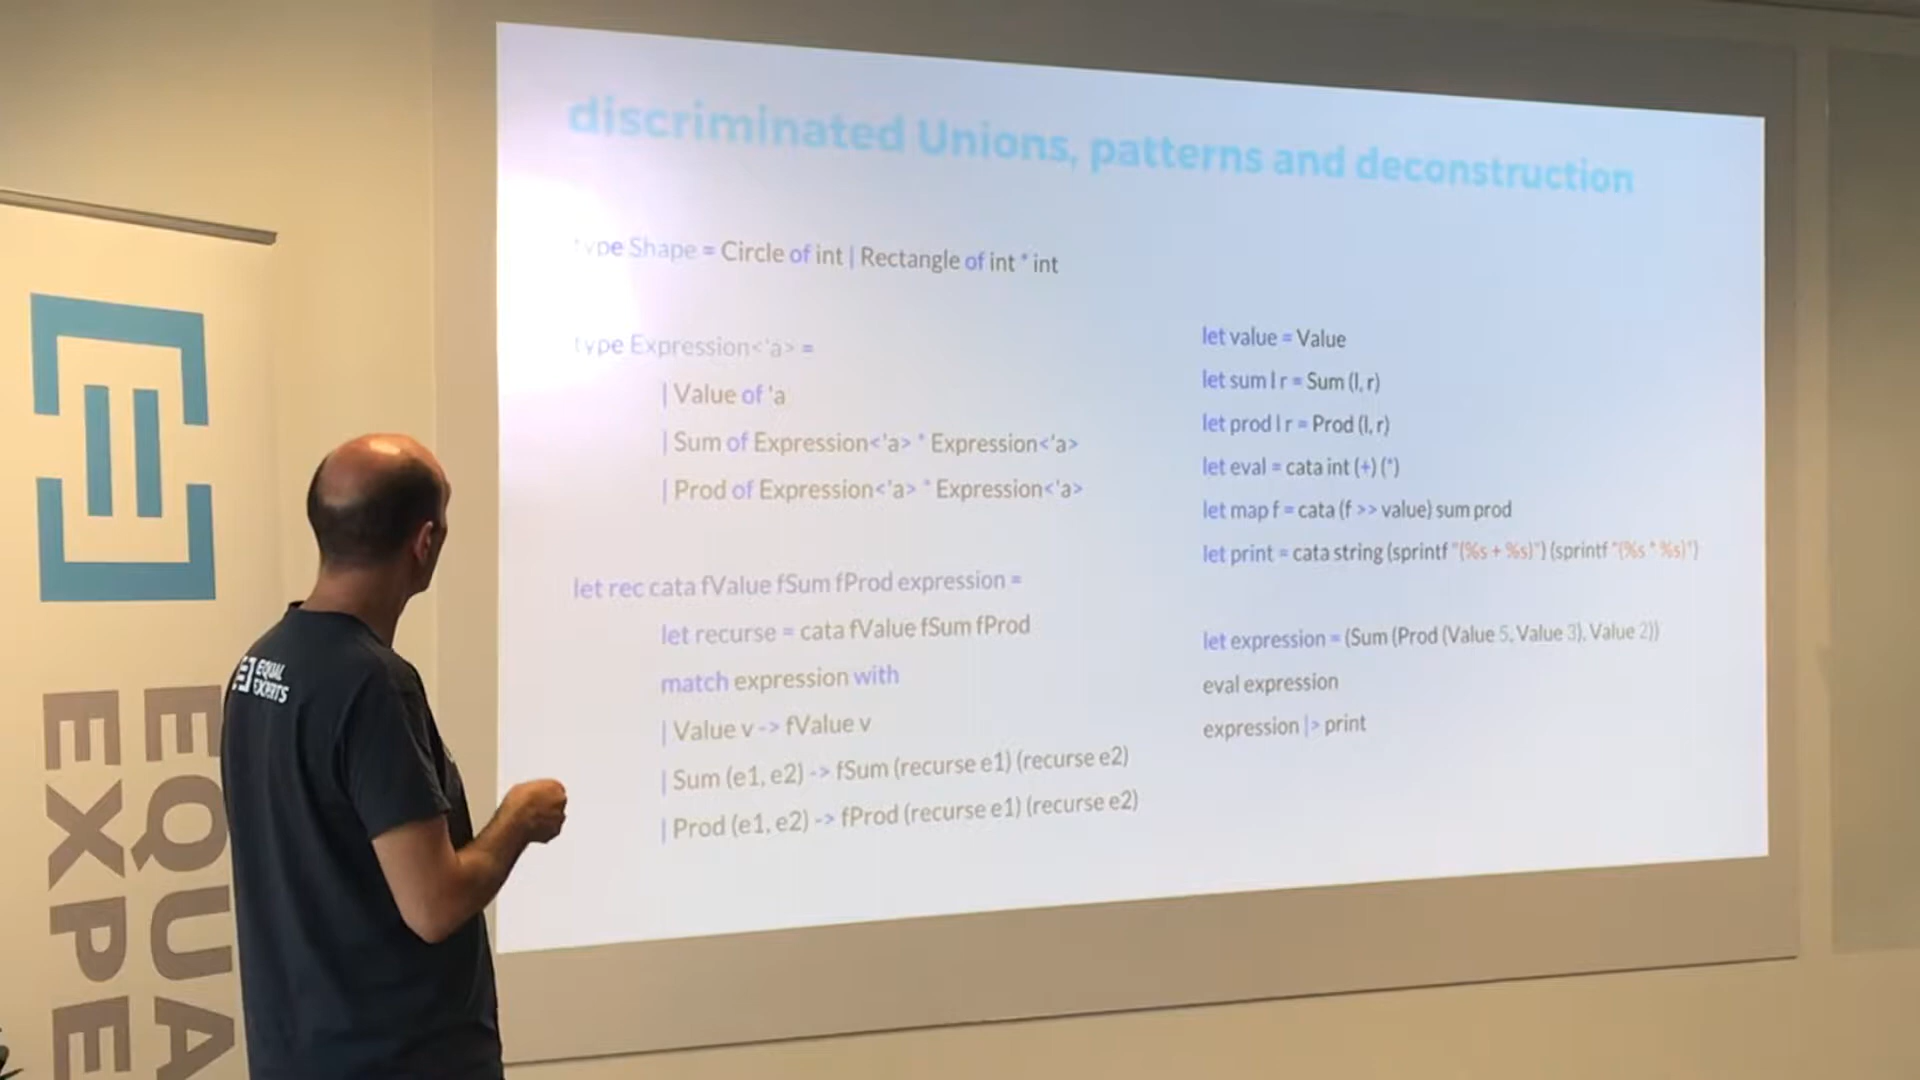 discriminated Unions, patterns and deconstruction
type Shape = Circle of int | Rectangle of int * int
type Expression<'a> =
| Value of 'a
| Sum of Expression<'a> * Expression<'a>
| Prod of Expression<'a> * Expression<'a>
let rec cata fValue fSum fProd expression =
let recurse = cata fValue fSum fProd
match expression with
| Value v -> fValue v
| Sum (e1, e2) -> fSum (recurse e1) (recurse e2)
| Prod (e1, e2) -> fProd (recurse e1) (recurse e2)
let value = Value
let sum l r = Sum (l, r)
let prod l r = Prod (l, r)
let eval = cata int (+) (*)
let map f = cata (f >> value) sum prod
let print = cata string (sprintf "(%s + %s)") (sprintf "(%s * %s)")
let expression = (Sum (Prod (Value 5, Value 3), Value 2))
eval expression
expression |> print
EQUAL
EXPERTS
EQUA
EXPE